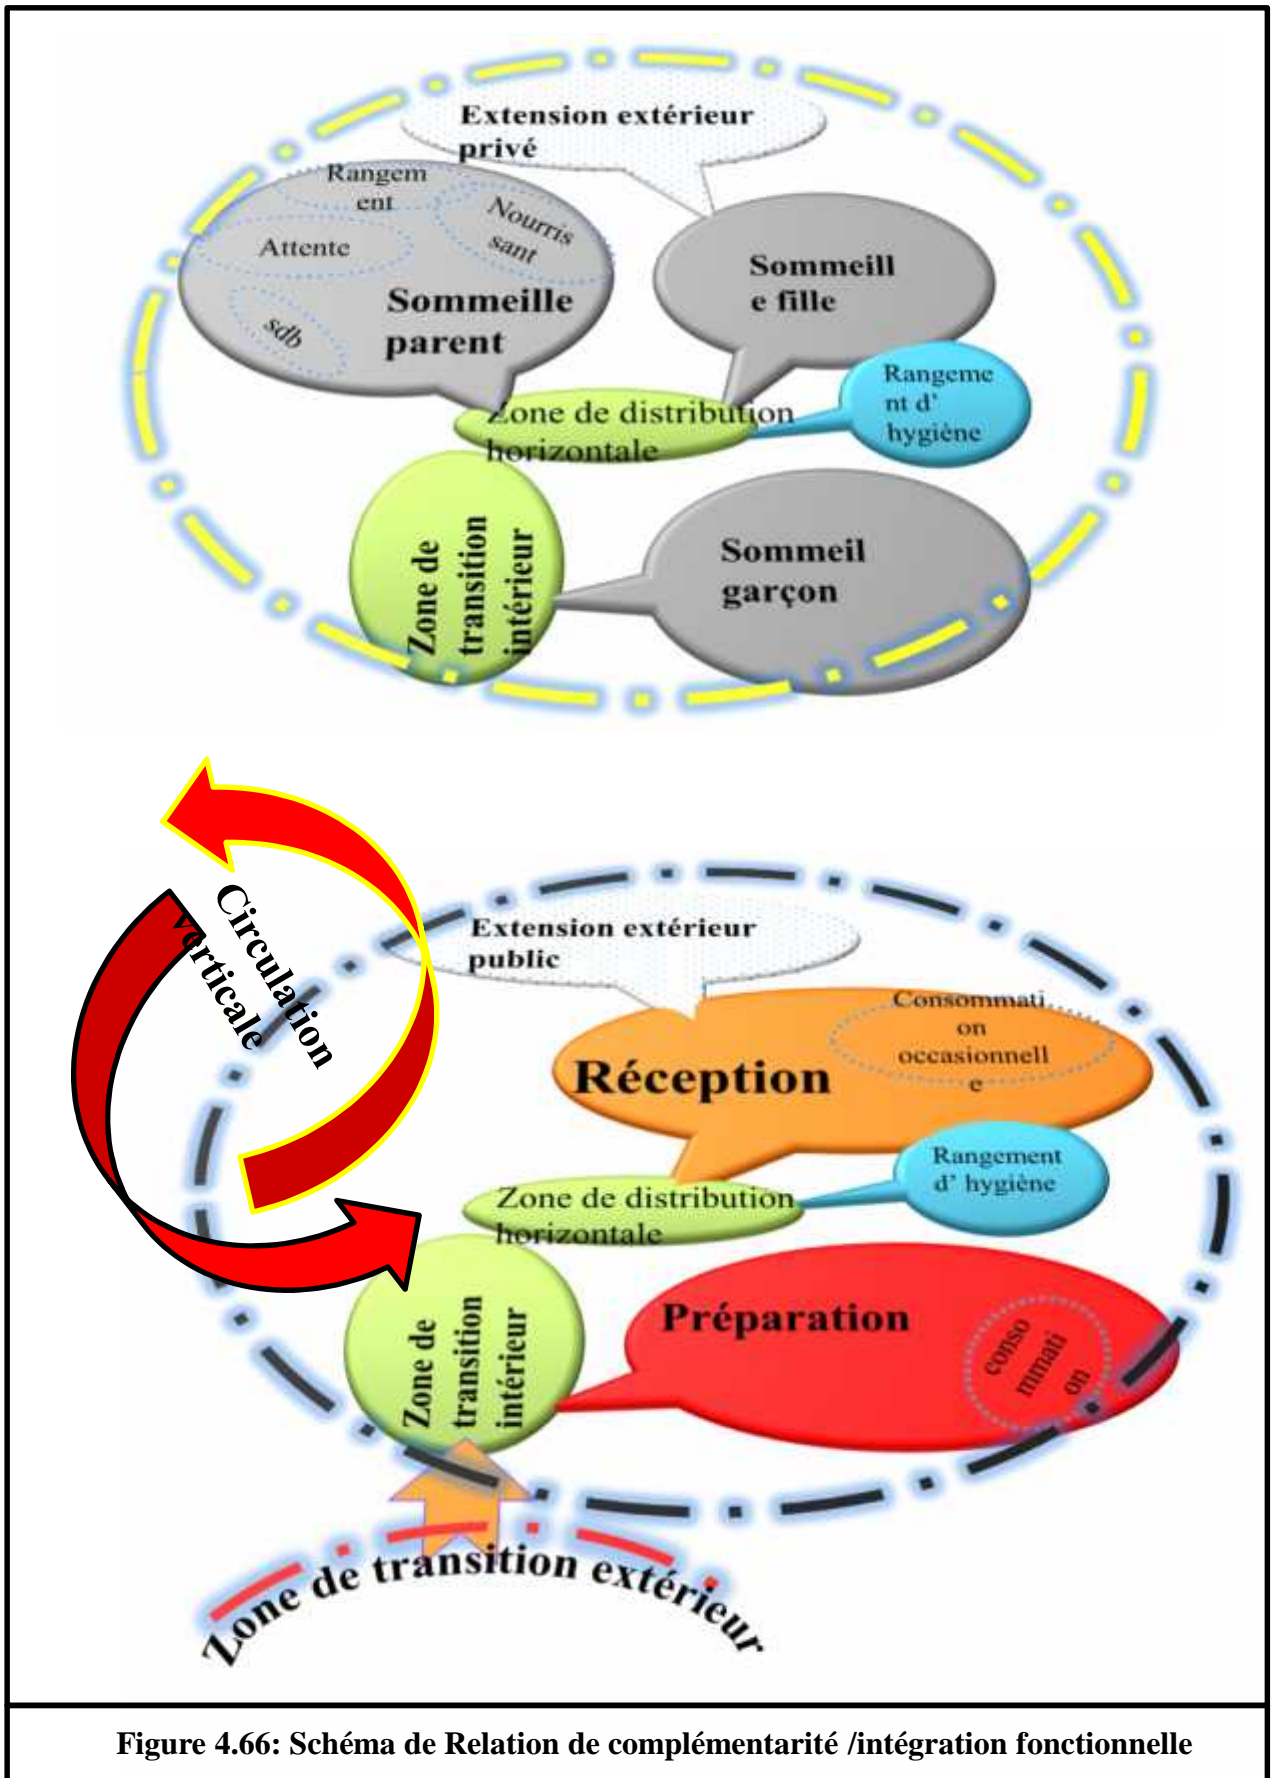 Extension extérieur
privé
Rangem
ent
Nourris
sant
Attente
sdb
Sommeille
parent
Sommeill
e fille
Zone de distribution
horizontale
Rangeme
nt d’
hygiène
Zone de
transition
intérieur
Sommeil
garçon
Circulation
verticale
Extension extérieur
public
Consommati
on
occasionnell
e
Réception
Rangement
d’ hygiène
Zone de distribution
horizontale
Zone de
transition
intérieur
Préparation
conso
mmati
on
Zone de transition extérieur
Figure 4.66: Schéma de Relation de complémentarité /intégration fonctionnelle